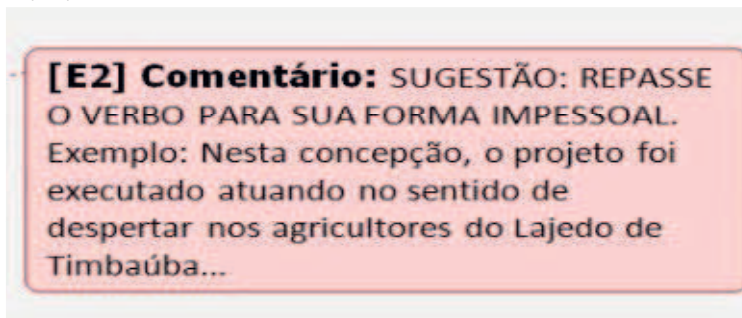 [E2] Comentário: SUGESTÃO: REPASSE
O VERBO PARA SUA FORMA IMPESSOAL.
Exemplo: Nesta concepção, o projeto foi
executado atuando no sentido de
despertar nos agricultores do Lajedo de
Timbaúba...